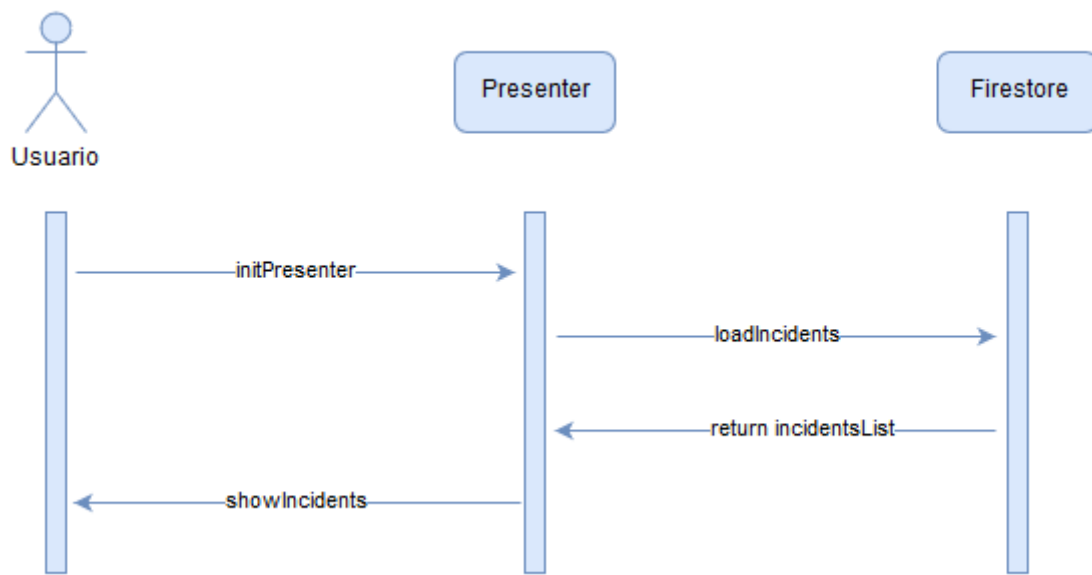 Presenter
Firestore
Usuario
initPresenter
loadIncidents
return incidentsList
showIncidents